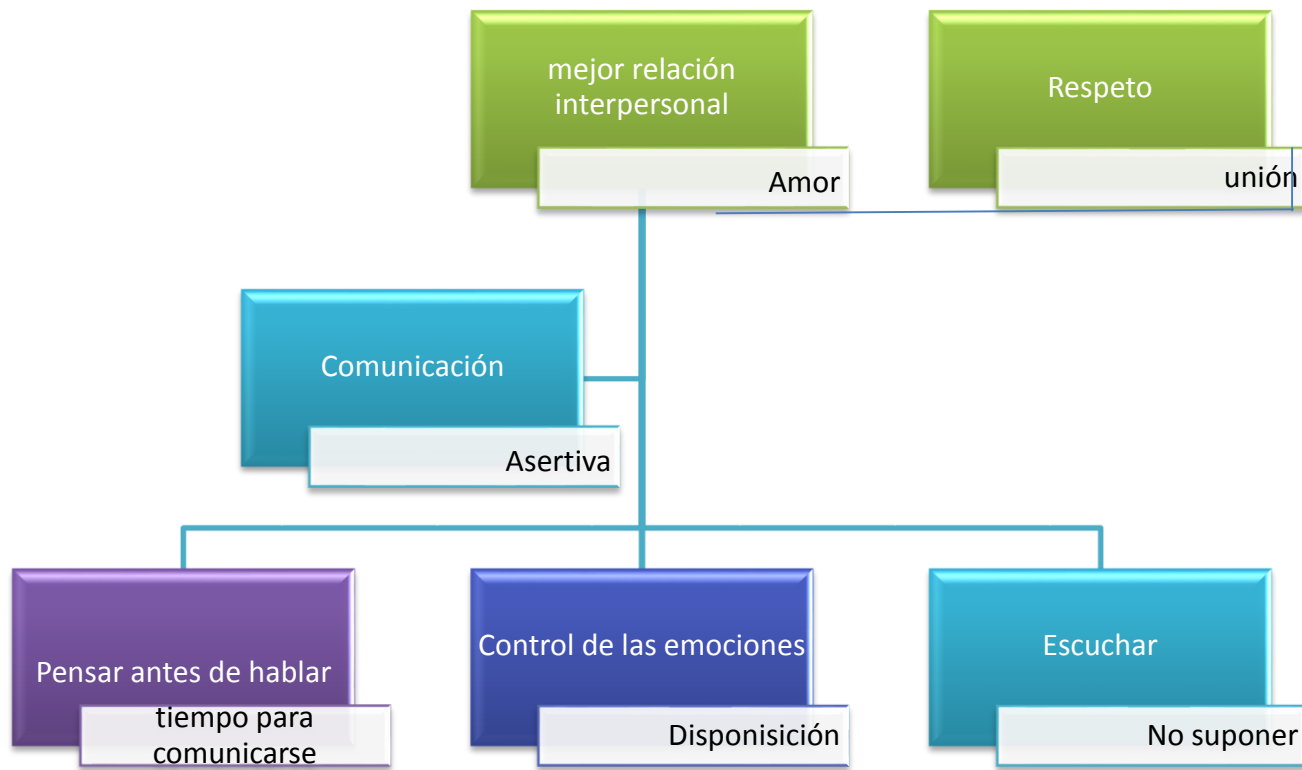 mejor relación
interpersonal
Amor
Respeto
unión
Comunicación
Asertiva
Pensar antes de hablar
tiempo para
comunicarse
Control de las emociones
Disponisición
Escuchar
No suponer